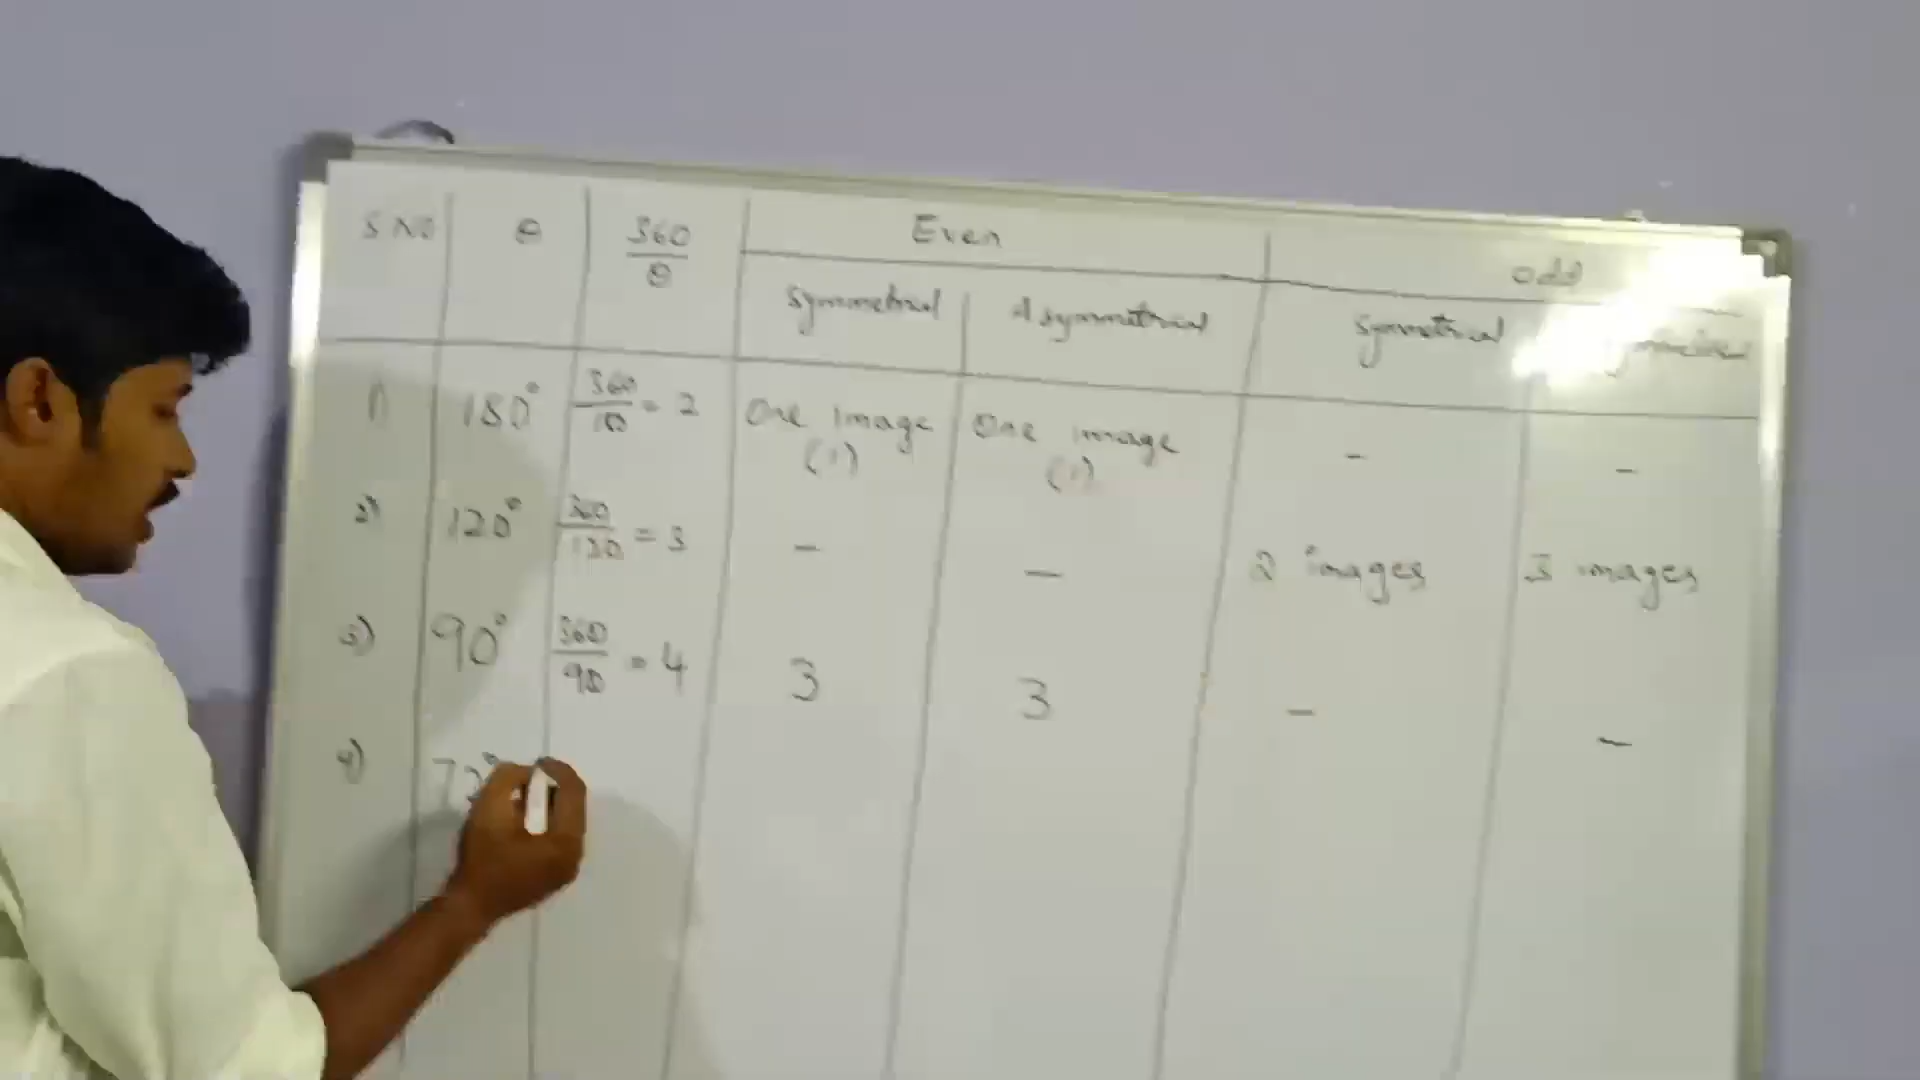 S NO θ 360/θ Even odd
Symmetrical Asymmetrical Symmetrical
1) 180° 360/180 = 2 One image (1) One image (1) - -
2) 120° 360/120 = 3 - - 2 images 3 images
3) 90° 360/90 = 4 3 3 - -
4) 72°